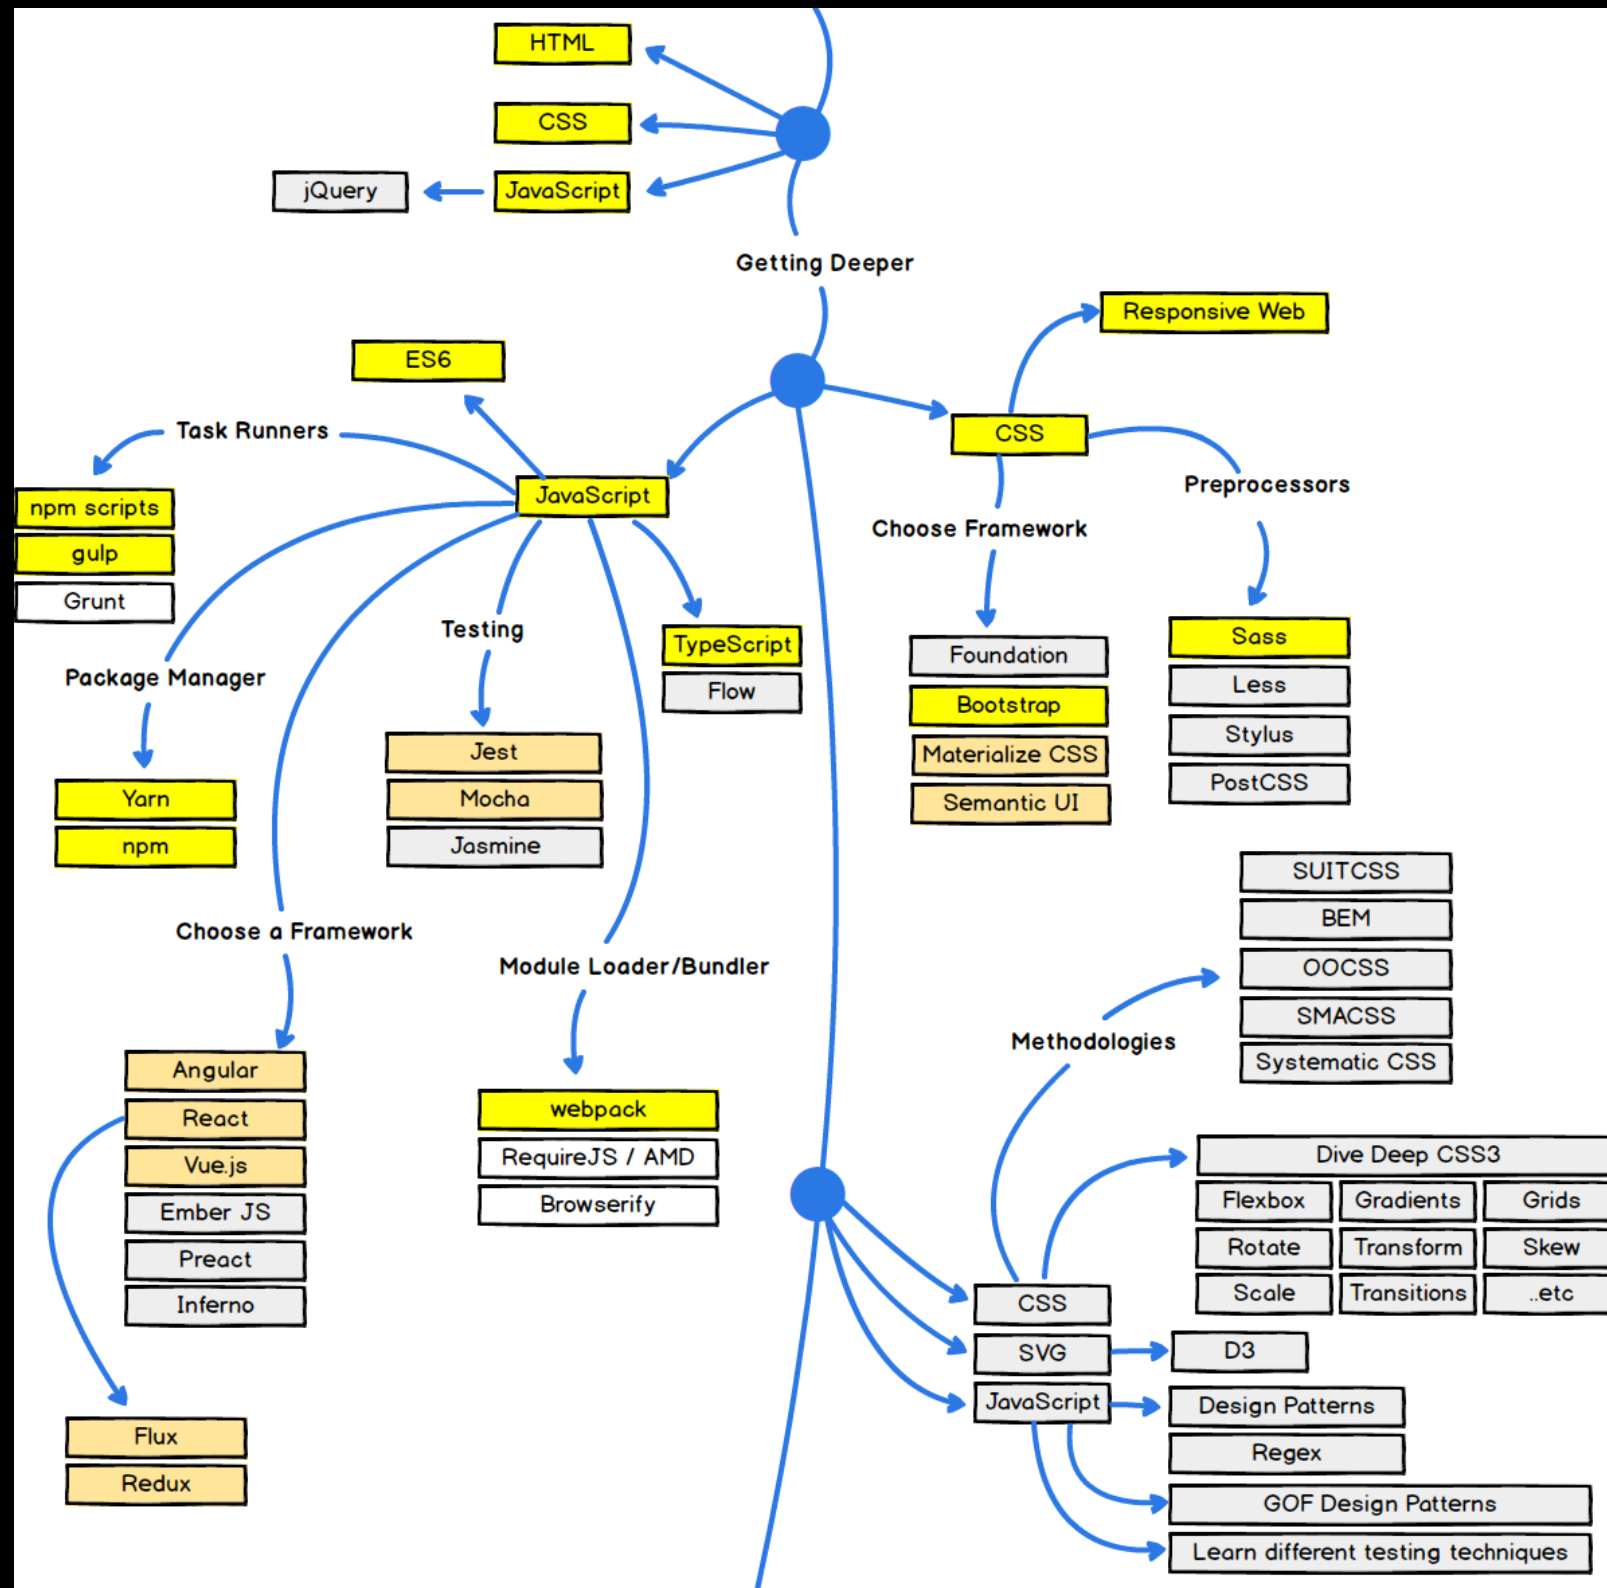 HTML
CSS
jQuery
JavaScript
Getting Deeper
Responsive Web
ES6
Task Runners
CSS
npm scripts
gulp
Grunt
JavaScript
Preprocessors
Choose Framework
Testing
TypeScript
Flow
Package Manager
Foundation
Bootstrap
Materialize CSS
Semantic UI
Sass
Less
Stylus
PostCSS
Yarn
npm
Jest
Mocha
Jasmine
Choose a Framework
Module Loader/Bundler
SUITCSS
BEM
OOCSS
SMACSS
Systematic CSS
Methodologies
Angular
React
Vue.js
Ember JS
Preact
Inferno
webpack
RequireJS / AMD
Browserify
Dive Deep CSS3
Flexbox Gradients Grids
Rotate Transform Skew
Scale Transitions ..etc
CSS
SVG
D3
JavaScript
Design Patterns
Regex
GOF Design Patterns
Learn different testing techniques
Flux
Redux